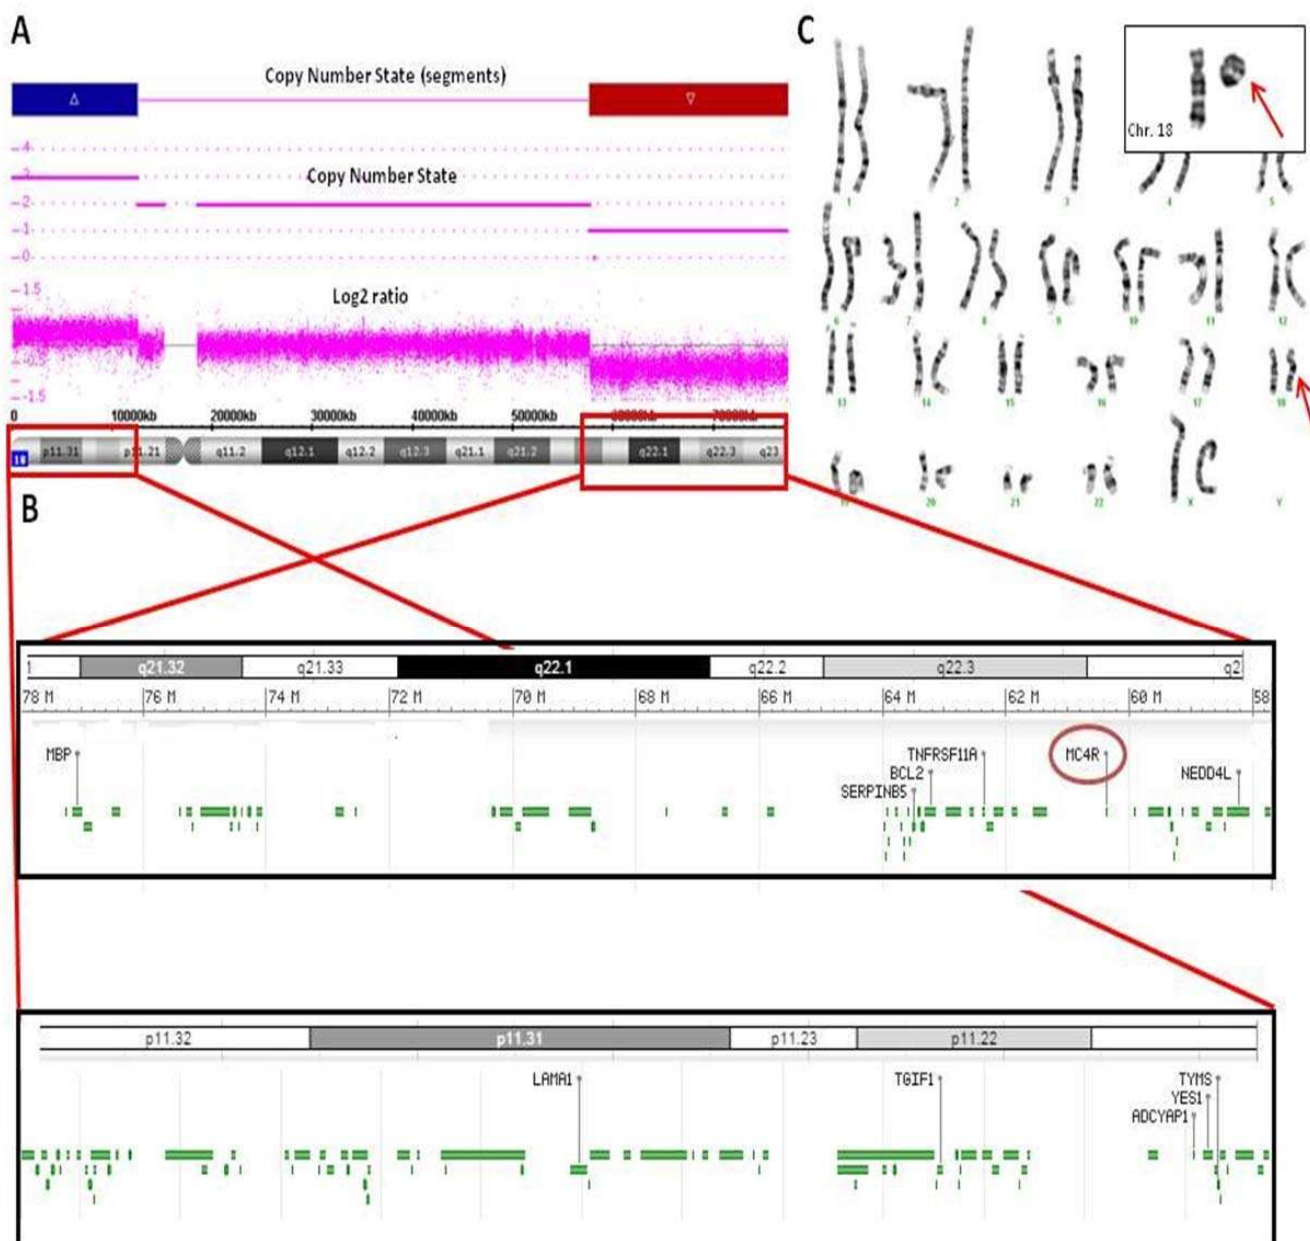 A
Copy Number State (segments)
Copy Number State
-4
-2
-1
-0
Log2 ratio
-1.5
-1.5
0 10000kb 20000kb 30000kb 40000kb 50000kb
18 p11.31 p11.21 q11.2 q12.1 q12.2 q12.3 q21.1 q21.2 q22.1 q22.3 q23
C
Chr. 18
1 2 3 4 5
6 7 8 9 10 11 12
13 14 15 16 17 18
20 21 22 X Y
B
1 q21.32 q21.33 q22.1 q22.2 q22.3 q2
78 M 76 M 74 M 72 M 70 M 68 M 66 M 64 M 62 M 60 M 58
MBP TNFRSF11A MC4R
BCL2 NEDD4L
SERPINB5
p11.32 p11.31 p11.23 p11.22
LAMA1 TGIF1 TYMS
YES1
ADCYAP1